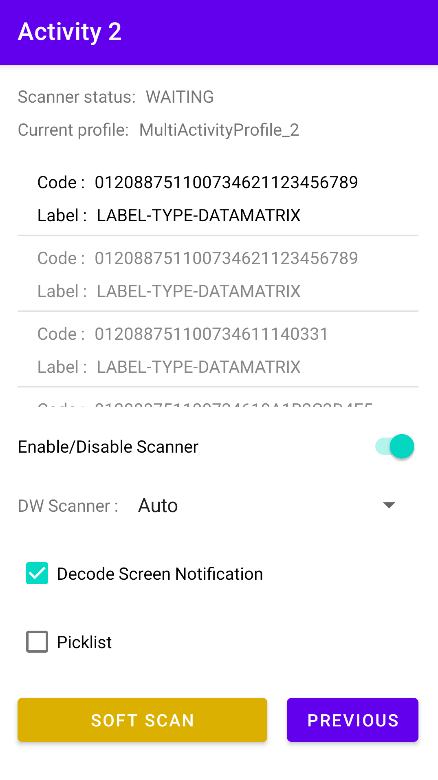 Activity 2
Scanner status: WAITING
Current profile: MultiActivityProfile_2
Code : 012088751100734621123456789
Label : LABEL-TYPE-DATAMATRIX
Code : 012088751100734621123456789
Label : LABEL-TYPE-DATAMATRIX
Code : 012088751100734611140331
Label : LABEL-TYPE-DATAMATRIX
Enable/Disable Scanner
DW Scanner : Auto
Decode Screen Notification
Picklist
SOFT SCAN PREVIOUS